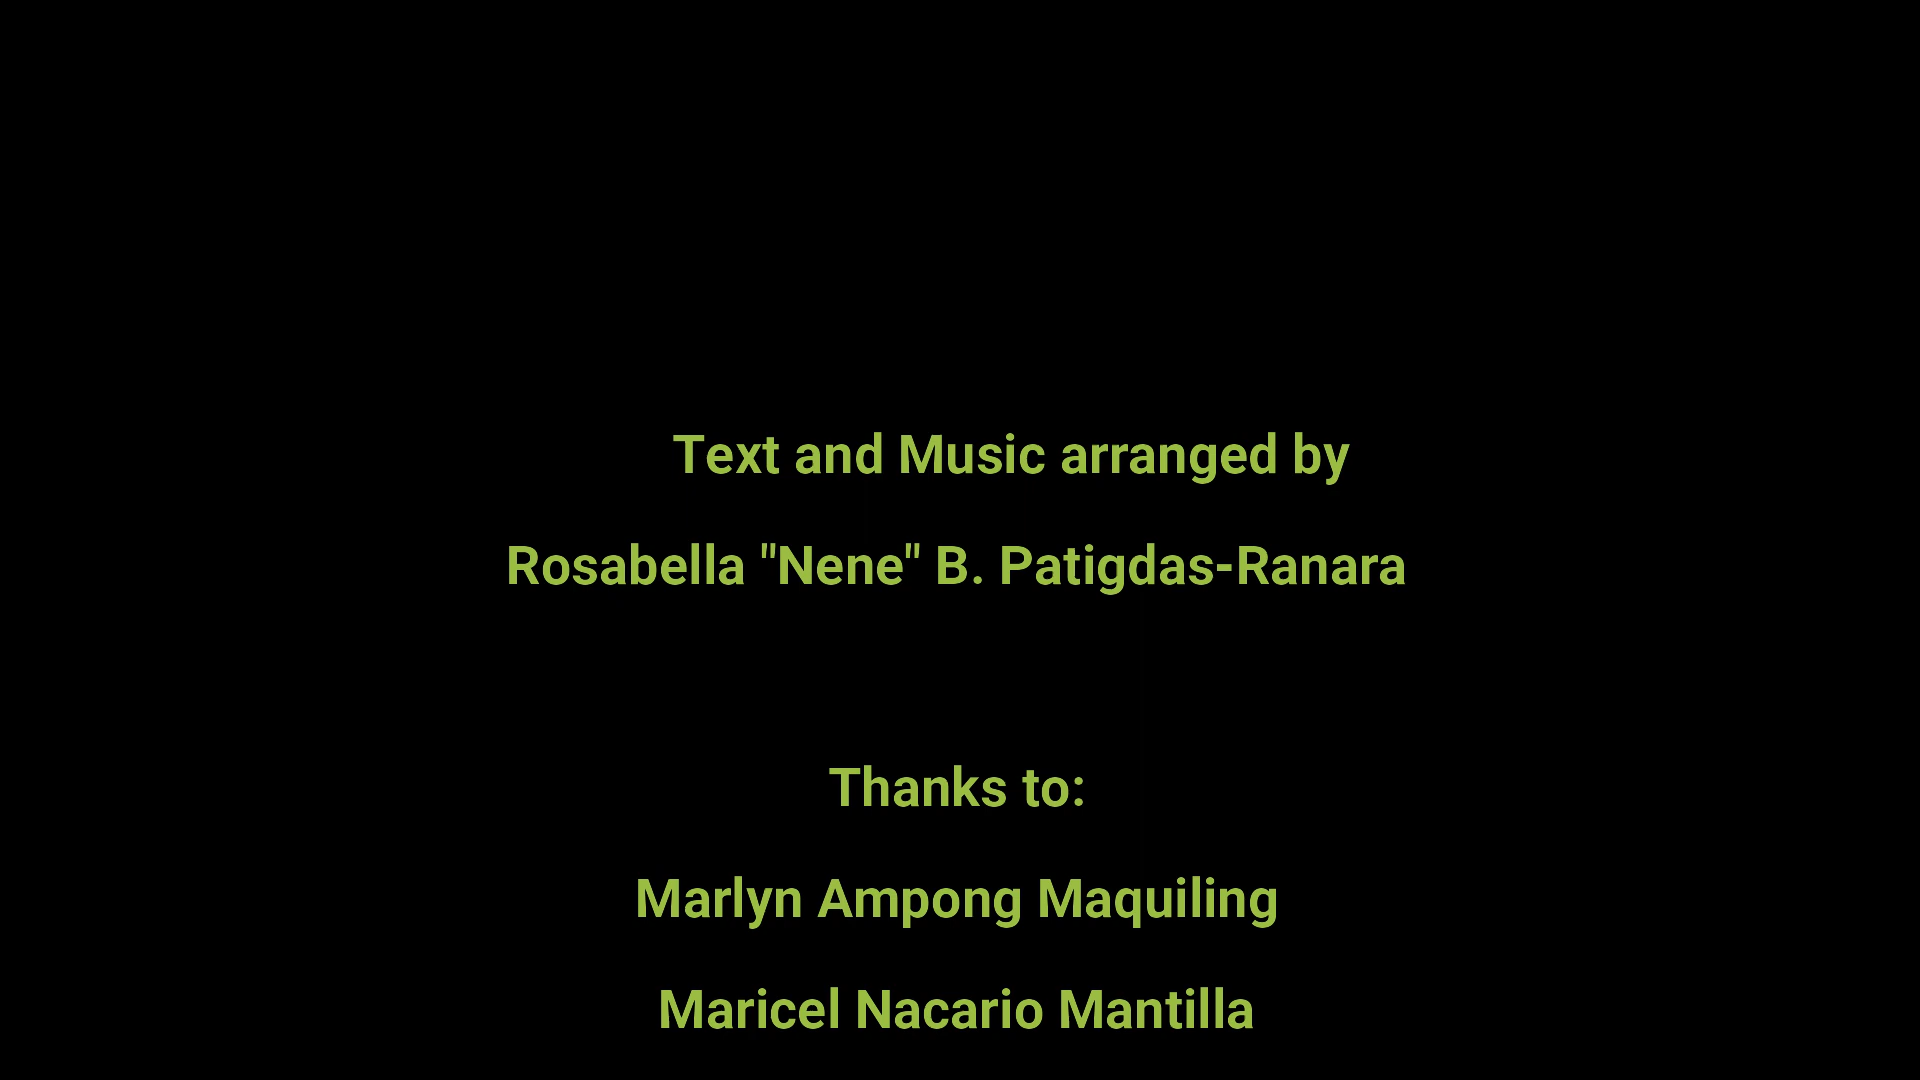 Text and Music arranged by
Rosabella "Nene" B. Patigdas-Ranara
Thanks to:
Marlyn Ampong Maquiling
Maricel Nacario Mantilla